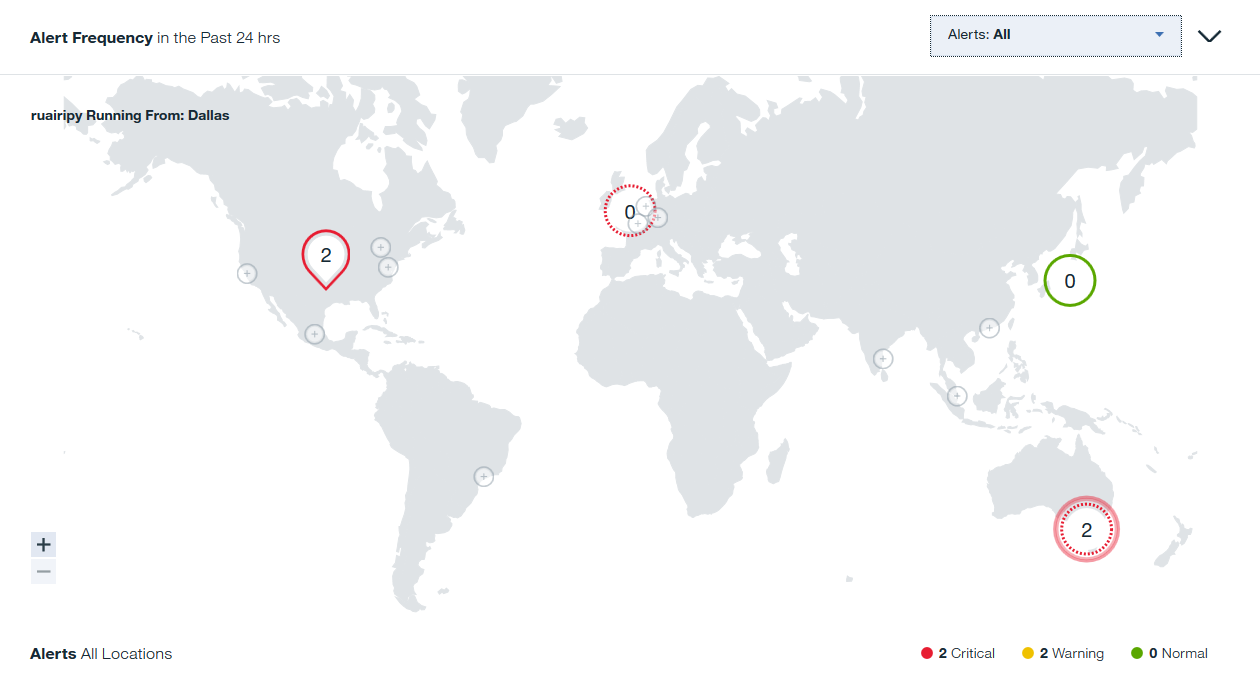 Alert Frequency in the Past 24 hrs
Alerts: All
ruairipy Running From: Dallas
0
2
0
2
+
−
Alerts All Locations
2 Critical
2 Warning
0 Normal